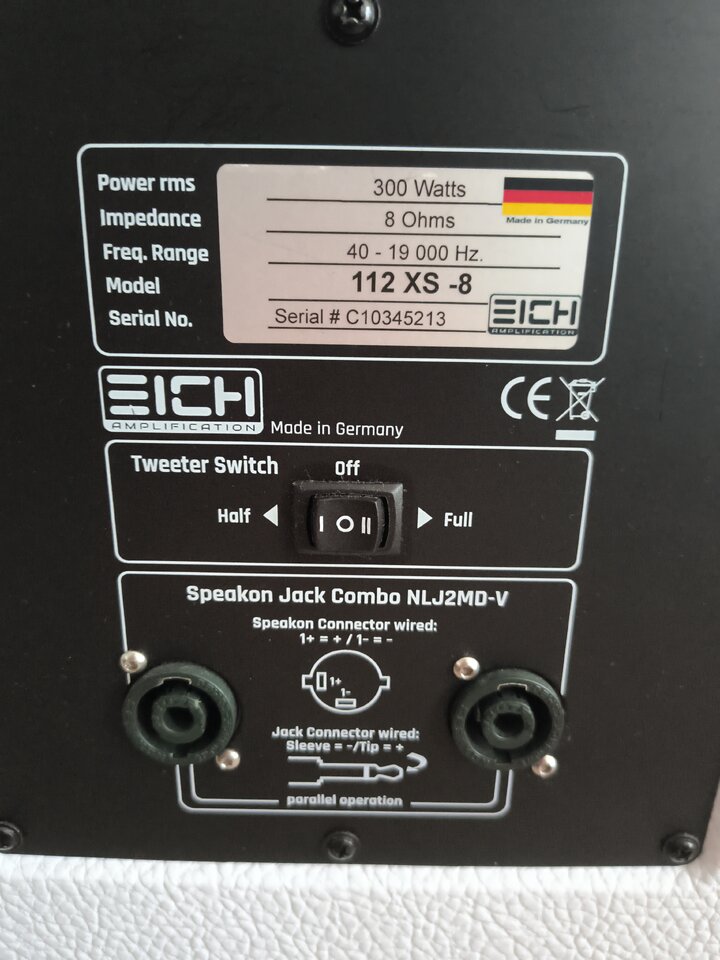 Power rms 300 Watts
Impedance 8 Ohms
Made in Germany
Freq. Range 40 - 19 000 Hz.
Model 112 XS -8
Serial No. Serial # C10345213
EICH
AMPLIFICATION
EICH
AMPLIFICATION
Made in Germany
CE
Tweeter Switch
Off
Half
I O II
Full
Speakon Jack Combo NLJ2MD-V
Speakon Connector wired:
1+ = + / 1- = -
1+
1-
Jack Connector wired:
Sleeve = -/Tip = +
parallel operation